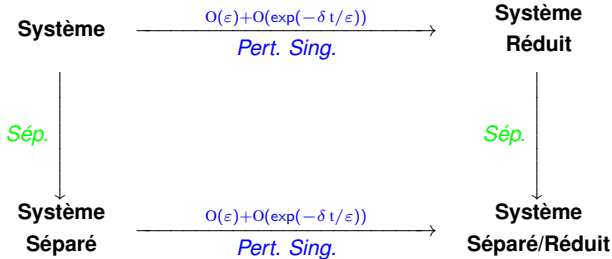 Système
O(ε)+O(exp(−δ t/ε))
Pert. Sing.
Système
Réduit
Sép.
Sép.
Système
Séparé
O(ε)+O(exp(−δ t/ε))
Pert. Sing.
Système
Séparé/Réduit